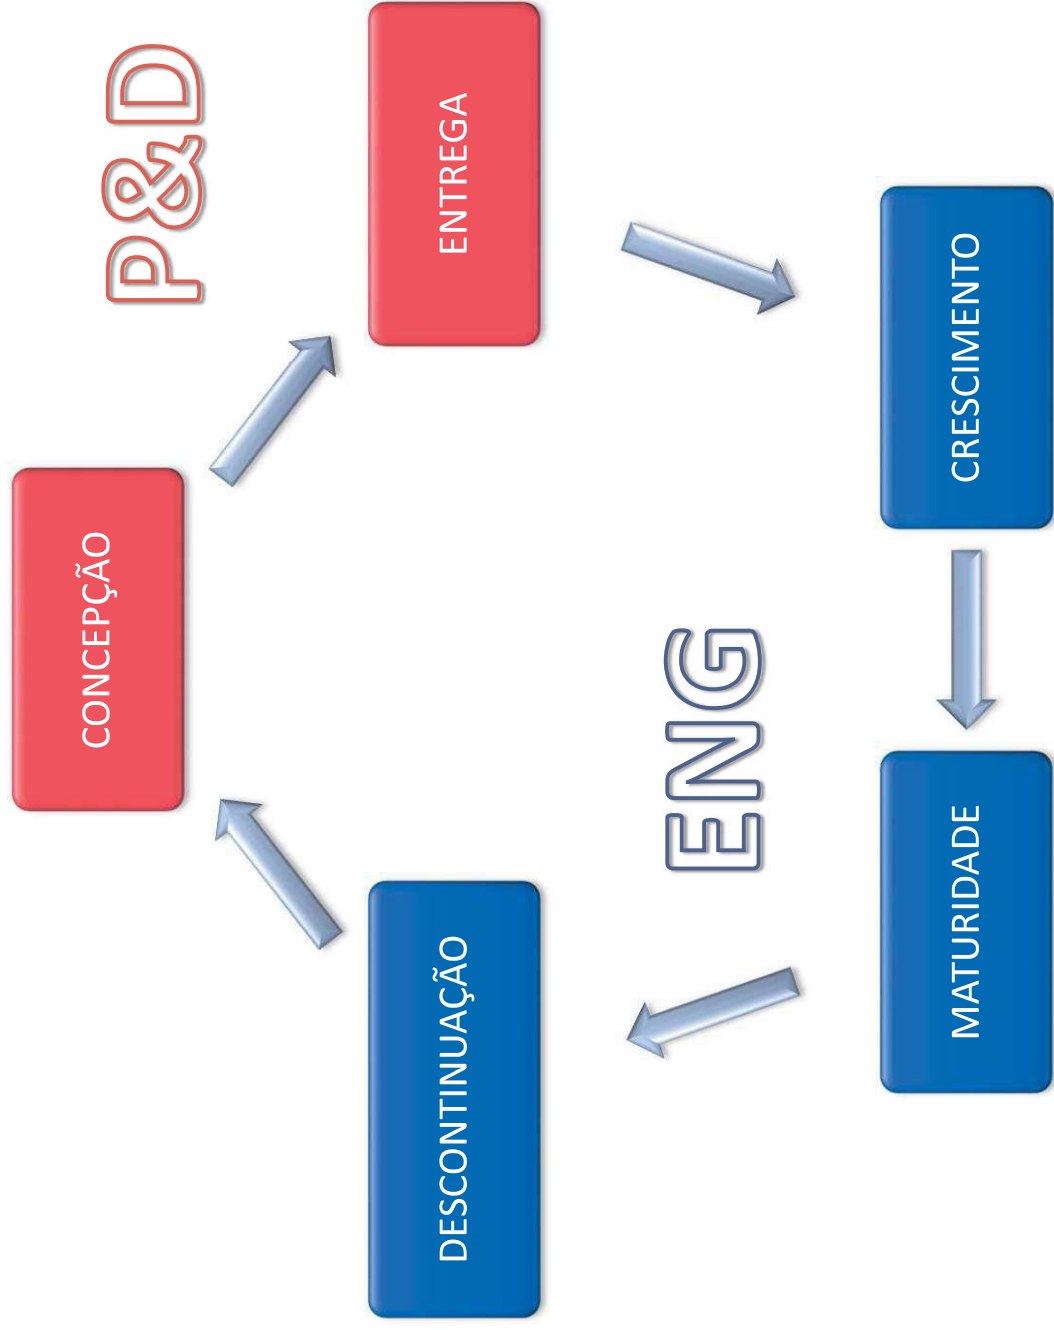 P&D
CONCEPÇÃO
ENTREGA
CRESCIMENTO
MATURIDADE
DESCONTINUAÇÃO
ENG